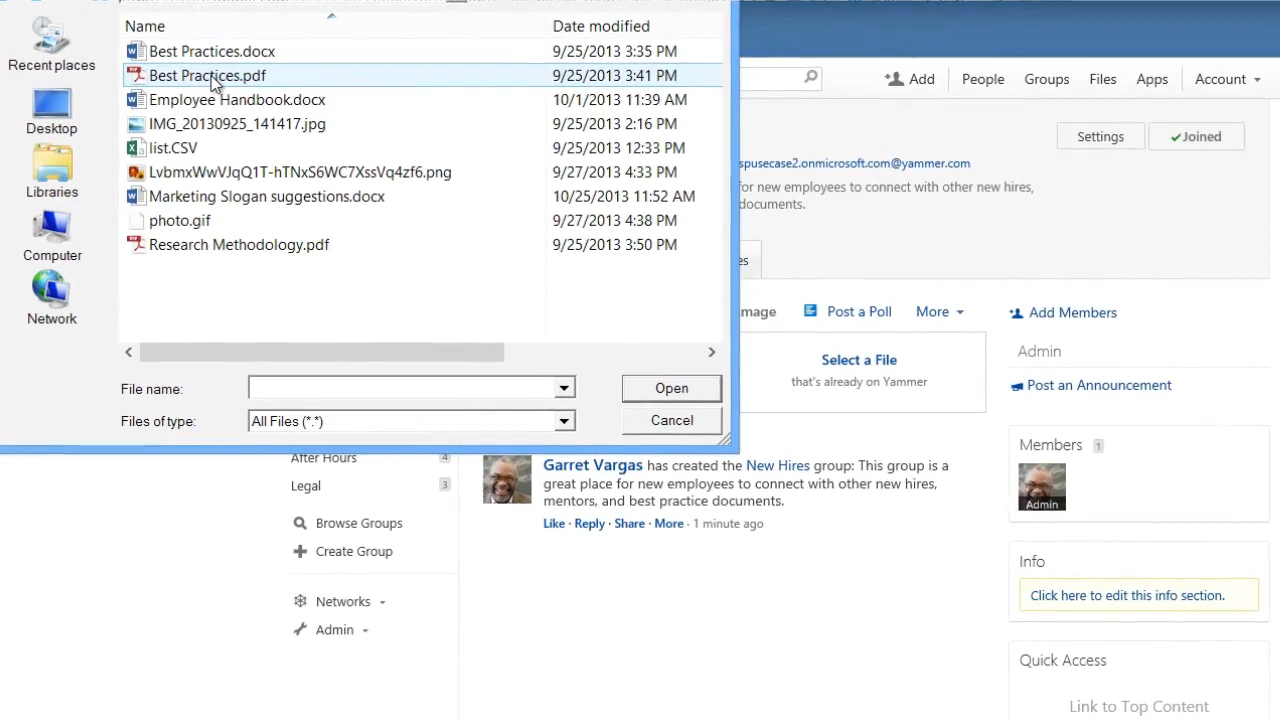 Name Date modified
Recent places
Best Practices.docx 9/25/2013 3:35 PM
Best Practices.pdf 9/25/2013 3:41 PM
Employee Handbook.docx 10/1/2013 11:39 AM
IMG_20130925_141417.jpg 9/25/2013 2:16 PM
list.CSV 9/25/2013 12:33 PM
LvbmxWwVJqQ1T-hTNxS6WC7XssVq4zf6.png 9/27/2013 4:33 PM
Marketing Slogan suggestions.docx 10/25/2013 11:52 AM
photo.gif 9/27/2013 4:38 PM
Research Methodology.pdf 9/25/2013 3:50 PM
Desktop
Libraries
Computer
Network
File name: Open
Files of type: All Files (*.*) Cancel
Add People Groups Files Apps Account
Settings Joined
spusecase2.onmicrosoft.com@yammer.com
for new employees to connect with other new hires,
documents.
es
mage Post a Poll More
Select a File
that's already on Yammer
Add Members
Admin
Post an Announcement
Members 1
Admin
After Hours 4
Legal 3
Browse Groups
Create Group
Networks
Admin
Garret Vargas has created the New Hires group: This group is a
great place for new employees to connect with other new hires,
mentors, and best practice documents.
Like · Reply · Share · More · 1 minute ago
Info
Click here to edit this info section.
Quick Access
Link to Top Content